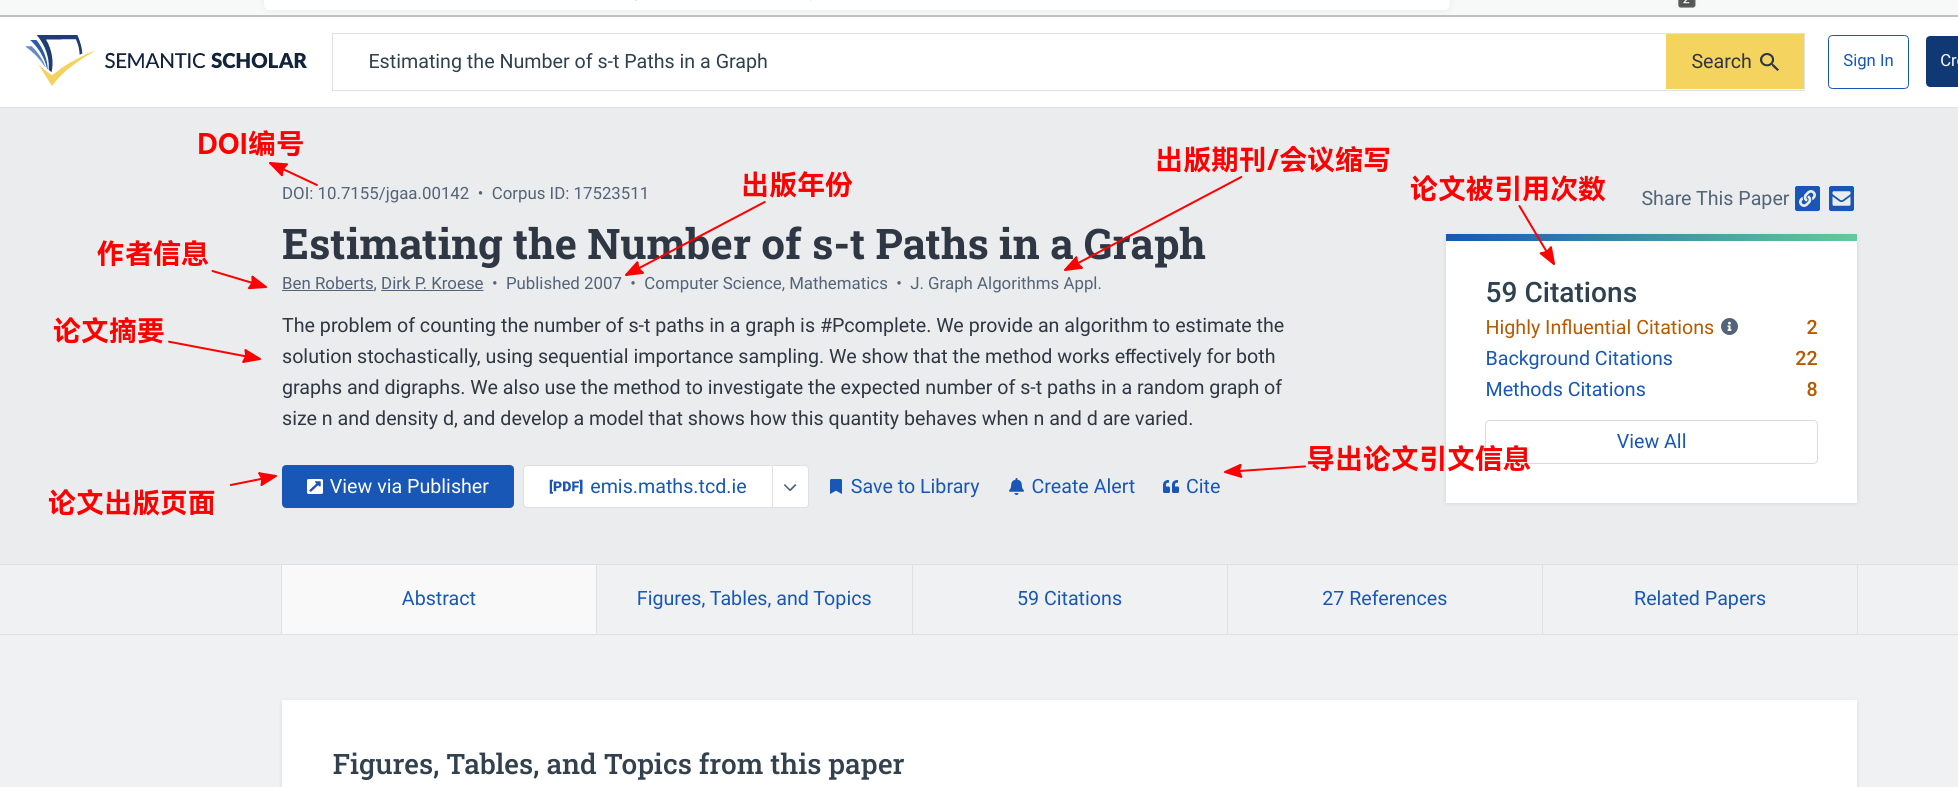 2
SEMANTIC SCHOLAR
Estimating the Number of s-t Paths in a Graph
Search
Sign In
DOI编号
出版期刊/会议缩写
出版年份
论文被引用次数
DOI: 10.7155/jgaa.00142 • Corpus ID: 17523511
Share This Paper
作者信息
Estimating the Number of s-t Paths in a Graph
Ben Roberts, Dirk P. Kroese • Published 2007 • Computer Science, Mathematics • J. Graph Algorithms Appl.
论文摘要
The problem of counting the number of s-t paths in a graph is #Pcomplete. We provide an algorithm to estimate the
solution stochastically, using sequential importance sampling. We show that the method works effectively for both
graphs and digraphs. We also use the method to investigate the expected number of s-t paths in a random graph of
size n and density d, and develop a model that shows how this quantity behaves when n and d are varied.
59 Citations
Highly Influential Citations 2
Background Citations 22
Methods Citations 8
View All
导出论文引文信息
论文出版页面
View via Publisher
[PDF] emis.maths.tcd.ie
Save to Library
Create Alert
Cite
Abstract
Figures, Tables, and Topics
59 Citations
27 References
Related Papers
Figures, Tables, and Topics from this paper